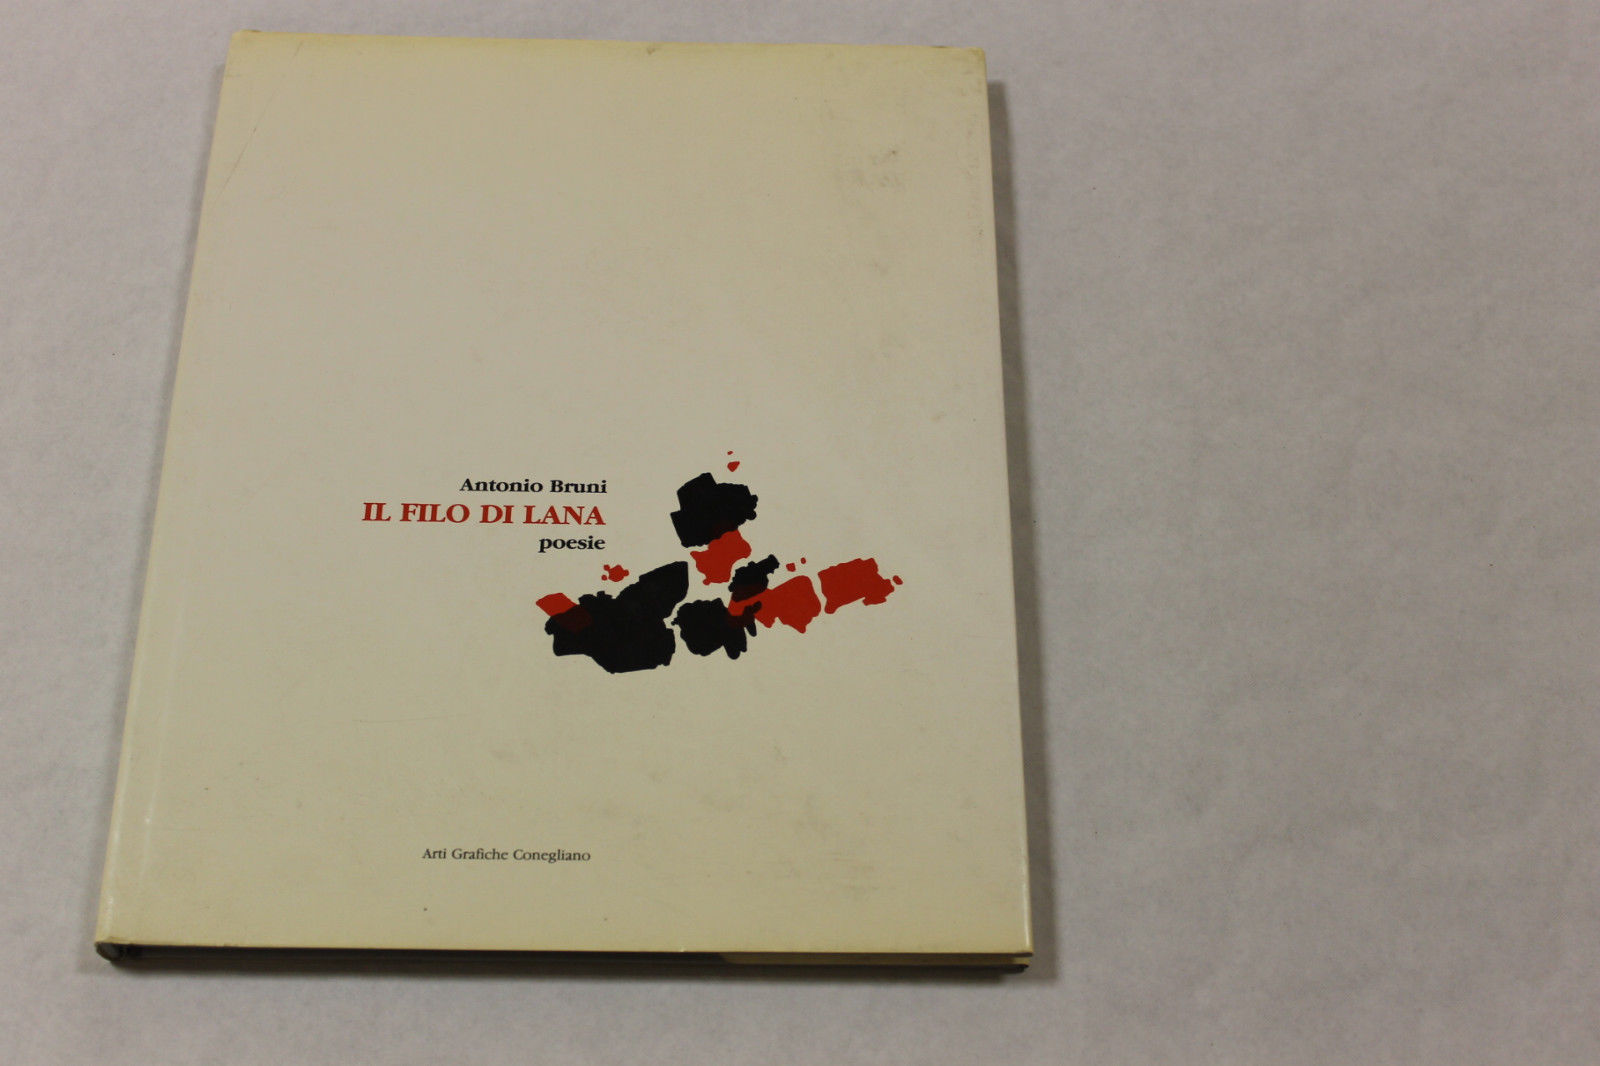 Antonio Bruni
IL FILO DI LANA
poesie
Arti Grafiche Conegliano